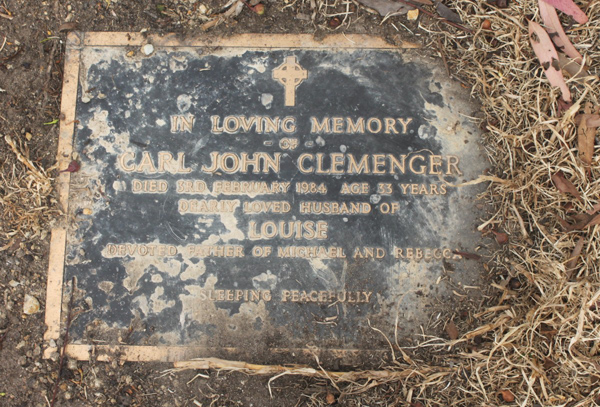 IN LOVING MEMORY
OF
CARL JOHN CLEMENGER
DIED 3RD FEBRUARY 1984 AGE 33 YEARS
DEARLY LOVED HUSBAND OF
LOUISE
DEVOTED FATHER OF MICHAEL AND REBECCA
SLEEPING PEACEFULLY